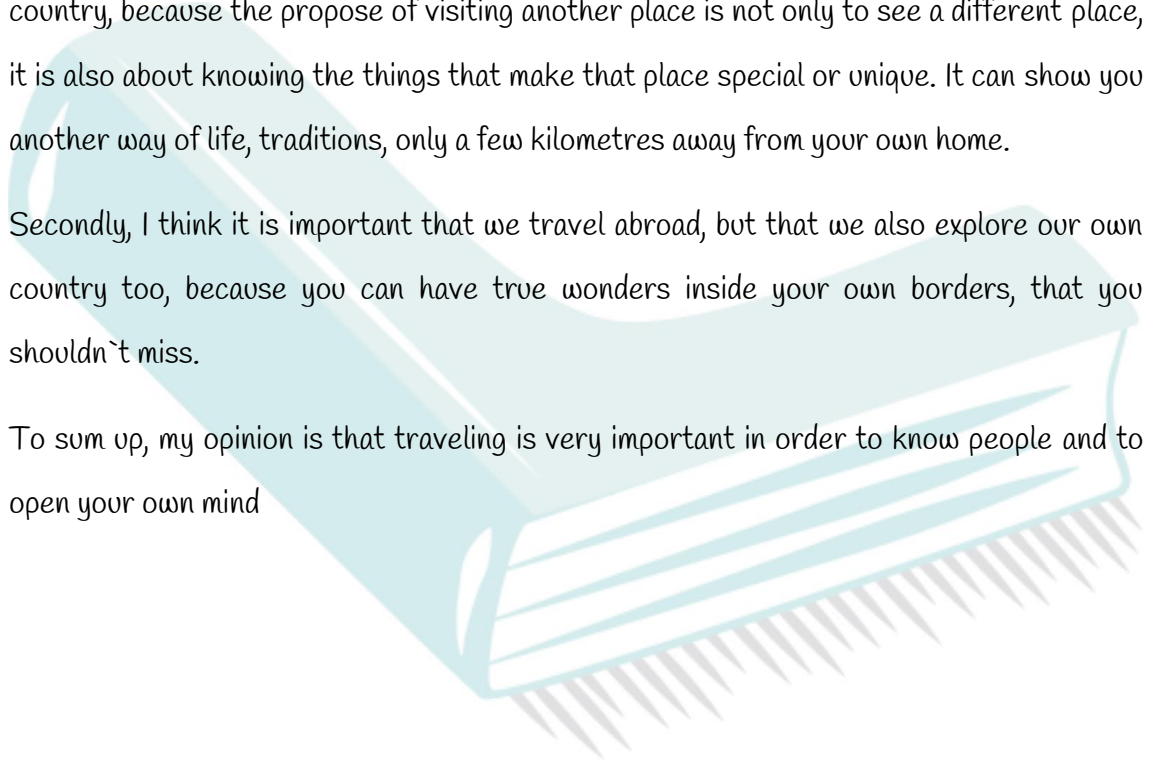 country, because the propose of visiting another place is not only to see a different place,
it is also about knowing the things that make that place special or unique. It can show you
another way of life, traditions, only a few kilometres away from your own home.
Secondly, I think it is important that we travel abroad, but that we also explore our own
country too, because you can have true wonders inside your own borders, that you
shouldn`t miss.
To sum up, my opinion is that traveling is very important in order to know people and to
open your own mind